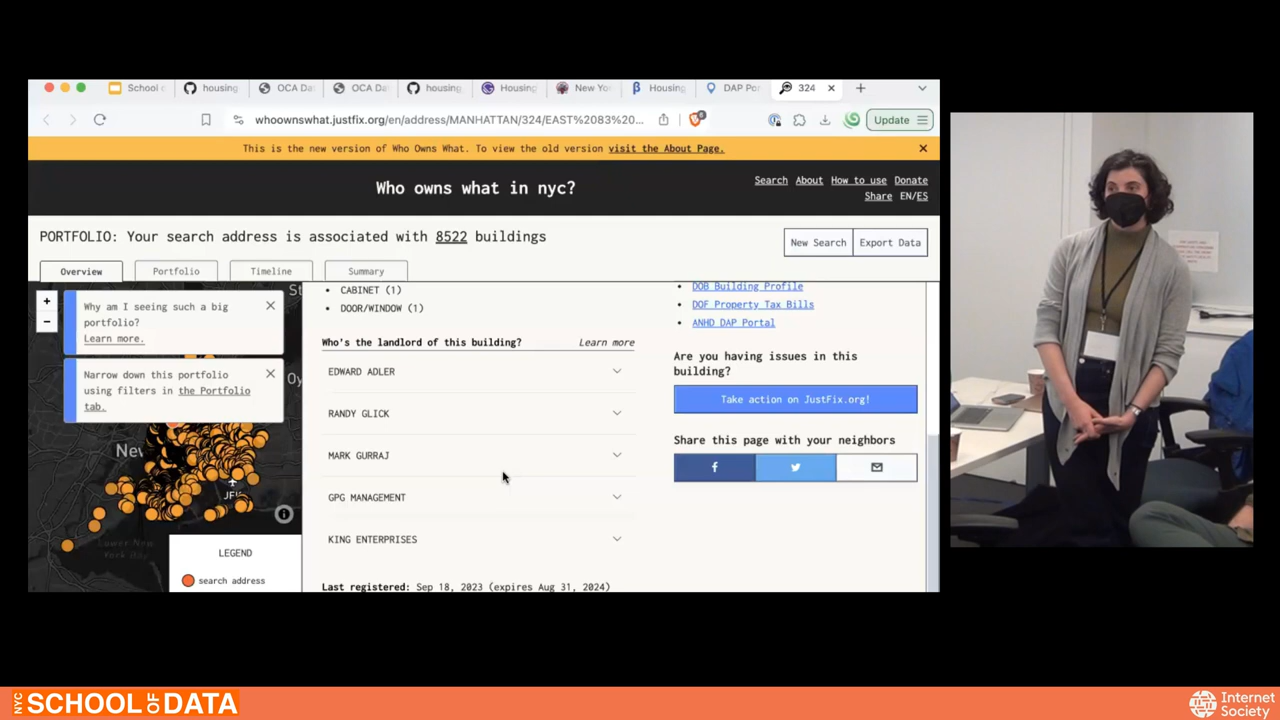 School
housing
OCA Da
OCA Da
housing
Housing
New Yo
Housing
DAP Por
324
whoownswhat.justfix.org/en/address/MANHATTAN/324/EAST%2083%20...
Update
This is the new version of Who Owns What. To view the old version visit the About Page.
Who owns what in nyc?
Search About How to use Donate
Share EN/ES
PORTFOLIO: Your search address is associated with 8522 buildings
New Search Export Data
Overview Portfolio Timeline Summary
+
-
Why am I seeing such a big
portfolio?
Learn more.
Narrow down this portfolio
using filters in the Portfolio
tab.
St
Oy
Nev
JF
Lower New
York Bay
LEGEND
search address
• CABINET (1)
• DOOR/WINDOW (1)
Who's the landlord of this building? Learn more
EDWARD ADLER
RANDY GLICK
MARK GURRAJ
GPG MANAGEMENT
KING ENTERPRISES
Last registered: Sep 18, 2023 (expires Aug 31, 2024)
• DOB Building Profile
• DOF Property Tax Bills
• ANHD DAP Portal
Are you having issues in this
building?
Take action on JustFix.org!
Share this page with your neighbors
NYC SCHOOL OF DATA
Internet
Society